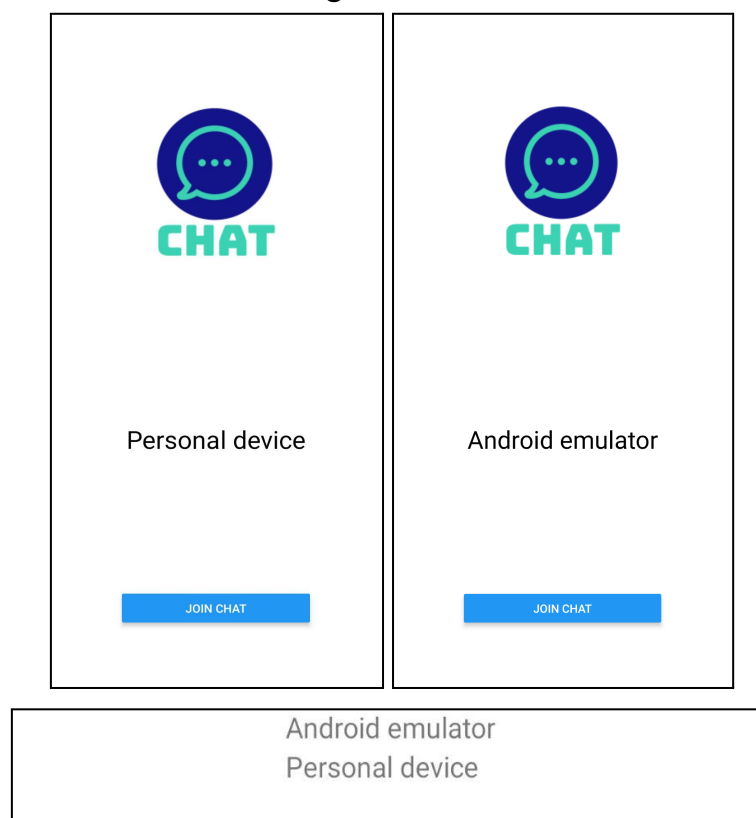 CHAT
Personal device
JOIN CHAT
CHAT
Android emulator
JOIN CHAT
Android emulator
Personal device